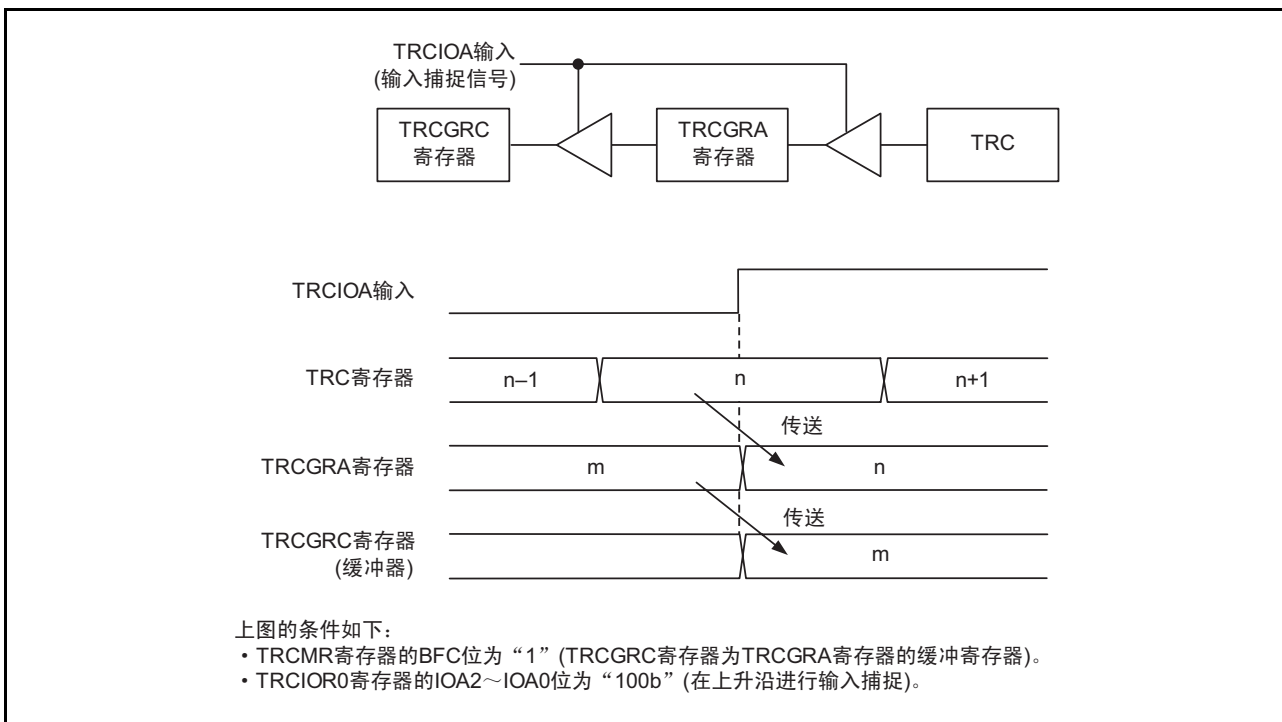 TRCIOA输入
(输入捕捉信号)
TRCGRC
寄存器
TRCGRA
寄存器
TRC
TRCIOA输入
TRC寄存器
n–1
n
n+1
传送
TRCGRA寄存器
m
n
传送
TRCGRC寄存器
(缓冲器)
m
上图的条件如下：
・TRCMR寄存器的BFC位为“1”(TRCGRC寄存器为TRCGRA寄存器的缓冲寄存器)。
・TRCIOR0寄存器的IOA2～IOA0位为“100b”(在上升沿进行输入捕捉)。